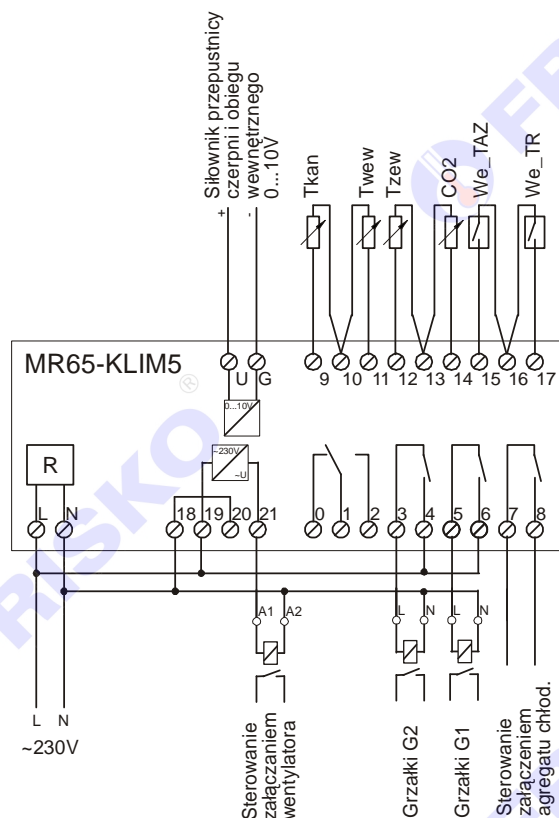 Siłownik przepustnicy
czerpni i obiegu
wewnętrznego
0...10V
+
-
Tkan
Twew
Tzew
CO2
We_TAZ
We_TR
MR65-KLIM5
®
U G 9 10 11 12 13 14 15 16 17
0...10V
R
~230V
~U
L N 18 19 20 21 0 1 2 3 4 5 6 7 8
A1 A2 L N L N
L N
~230V
Sterowanie
załączaniem
wentylatora
Grzałki G2
Grzałki G1
Sterowanie
załączeniem
agregatu chłod.
FR
RISKO